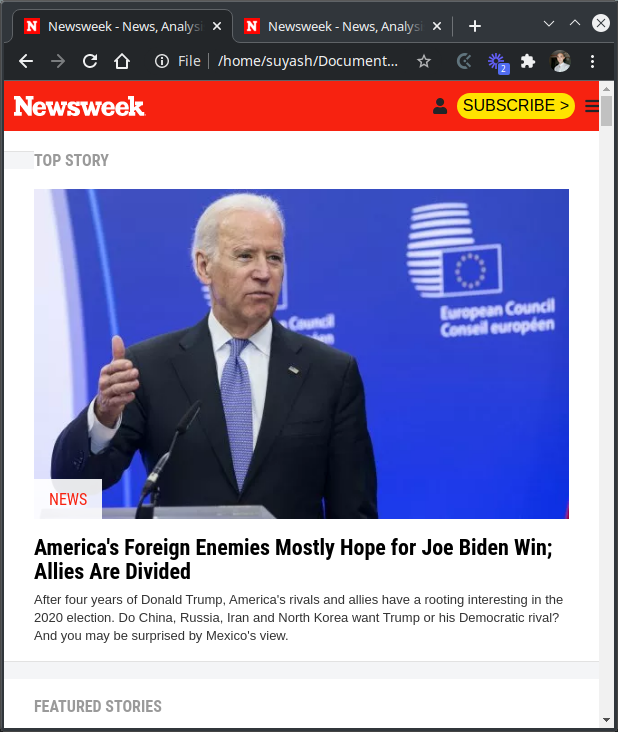 Newsweek - News, Analysi
Newsweek - News, Analysi
File
/home/suyash/Document...
2
Newsweek
SUBSCRIBE >
TOP STORY
European Council
Conseil européen
Council
péen
NEWS
America's Foreign Enemies Mostly Hope for Joe Biden Win;
Allies Are Divided
After four years of Donald Trump, America's rivals and allies have a rooting interesting in the
2020 election. Do China, Russia, Iran and North Korea want Trump or his Democratic rival?
And you may be surprised by Mexico's view.
FEATURED STORIES